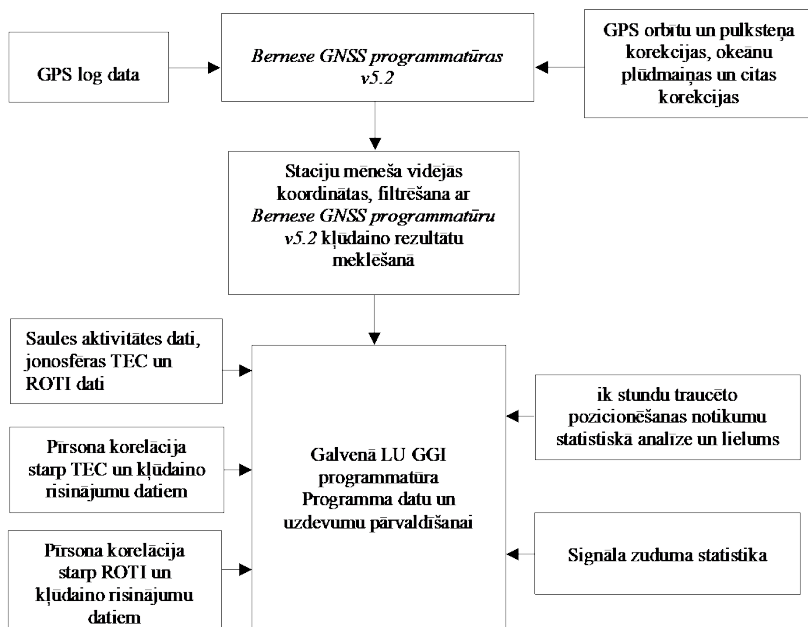 GPS log data
Bernese GNSS programmatūras
v5.2
GPS orbītu un pulksteņa
korekcijas, okeānu
plūdmaiņas un citas
korekcijas
Staciju mēneša vidējās
koordinātas, filtrēšana ar
Bernese GNSS programmatūru
v5.2 kļūdaino rezultātu
meklēšanā
Saules aktivitātes dati,
jonosfēras TEC un
ROTI dati
Pīrsona korelācija
starp TEC un kļūdaino
risinājumu datiem
Pīrsona korelācija
starp ROTI un
kļūdaino risinājumu
datiem
Galvenā LU GGI
programmatūra
Programma datu un
uzdevumu pārvaldīšanai
ik stundu traucēto
pozicionēšanas notikumu
statistiskā analīze un lielums
Signāla zuduma statistika